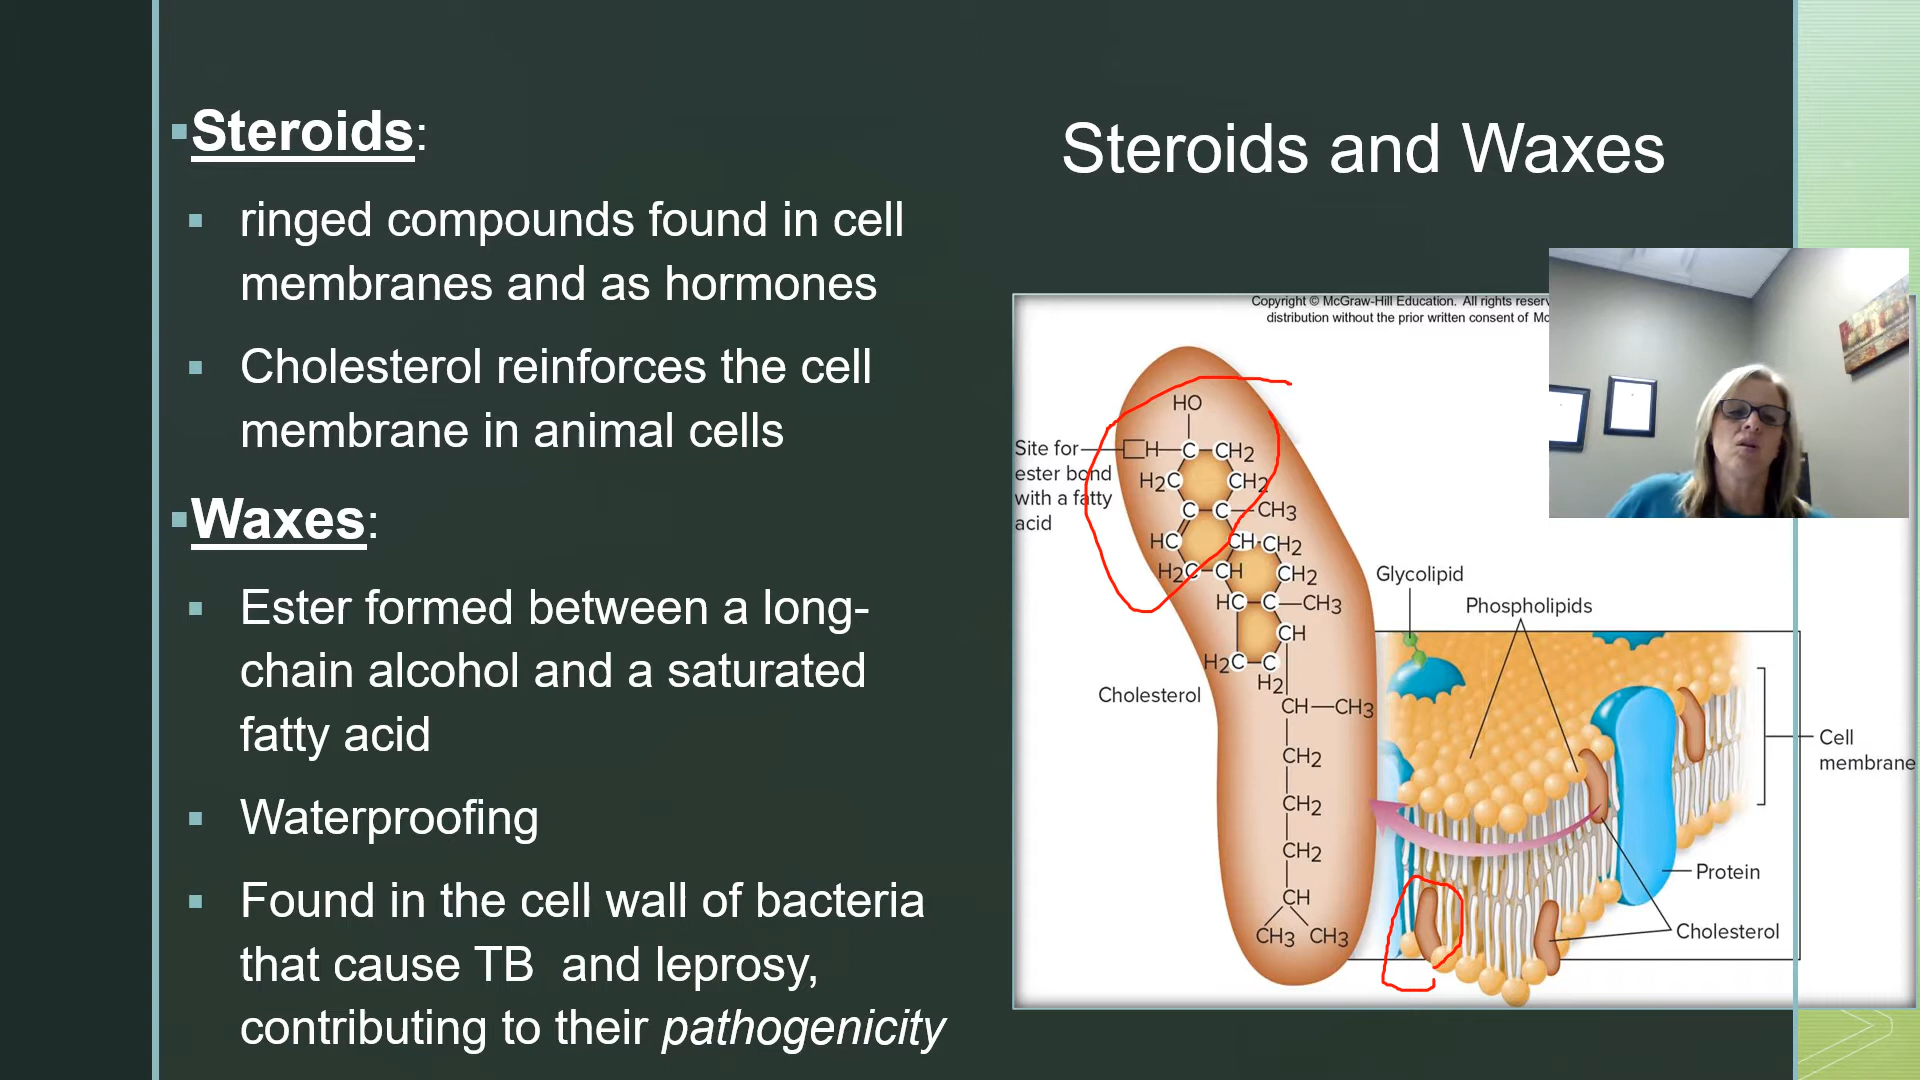 Steroids:
ringed compounds found in cell
membranes and as hormones
Cholesterol reinforces the cell
membrane in animal cells
Waxes:
Ester formed between a long-
chain alcohol and a saturated
fatty acid
Waterproofing
Found in the cell wall of bacteria
that cause TB and leprosy,
contributing to their pathogenicity
Steroids and Waxes
Copyright © McGraw-Hill Education. All rights reserv
distribution without the prior written consent of Mc
HO
Site for
ester bond
with a fatty
acid
H C CH2
H2C CH2
C C CH3
HC CH CH2
H2C CH CH2
HC C CH3
CH
H2C C
H2
Cholesterol
CH CH3
CH2
CH2
CH2
CH
CH3 CH3
Glycolipid
Phospholipids
Cell
membrane
Protein
Cholesterol